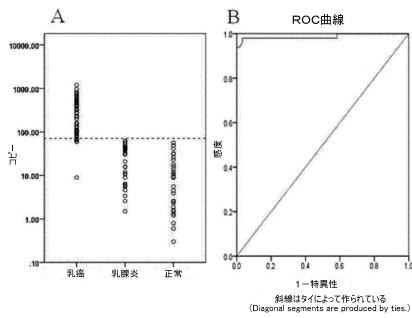 A
10000.00
1000.00
100.00
10.00
1.00
.10
コピー
乳癌
乳腺炎
正常
B
ROC曲線
1.0
0.8
0.6
0.4
0.2
0.0
感度
0.0
0.2
0.4
0.6
0.8
1.0
1－特異性
斜線はタイによって作られている
(Diagonal segments are produced by ties.)